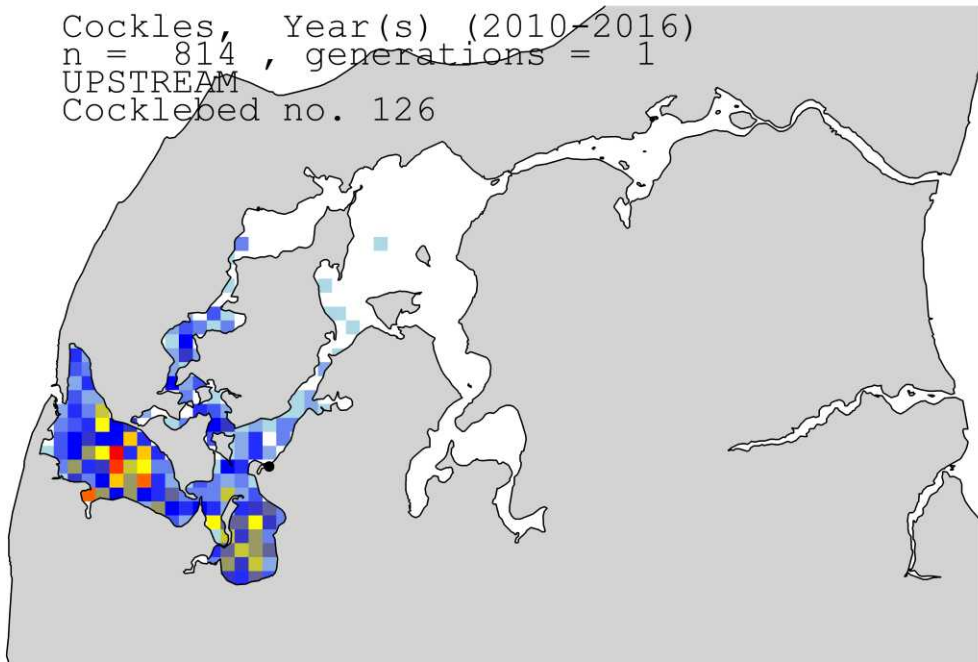 Cockles, Year(s) (2010-2016)
n = 814 , generations = 1
UPSTREAM
Cocklebed no. 126